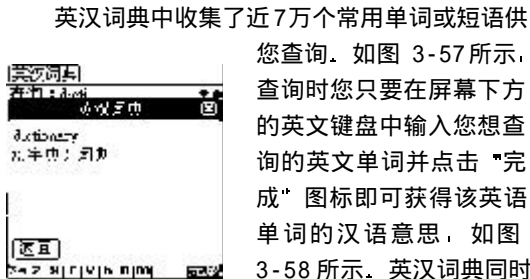 英汉词典中收集了近7万个常用单词或短语供
您查询。如图 3-57所示，
查询时您只要在屏幕下方
的英文键盘中输入您想查
询的英文单词并点击“完
成”图标即可获得该英语
单词的汉语意思，如图
3-58 所示。英汉词典同时
英汉词典
dictionary
返回